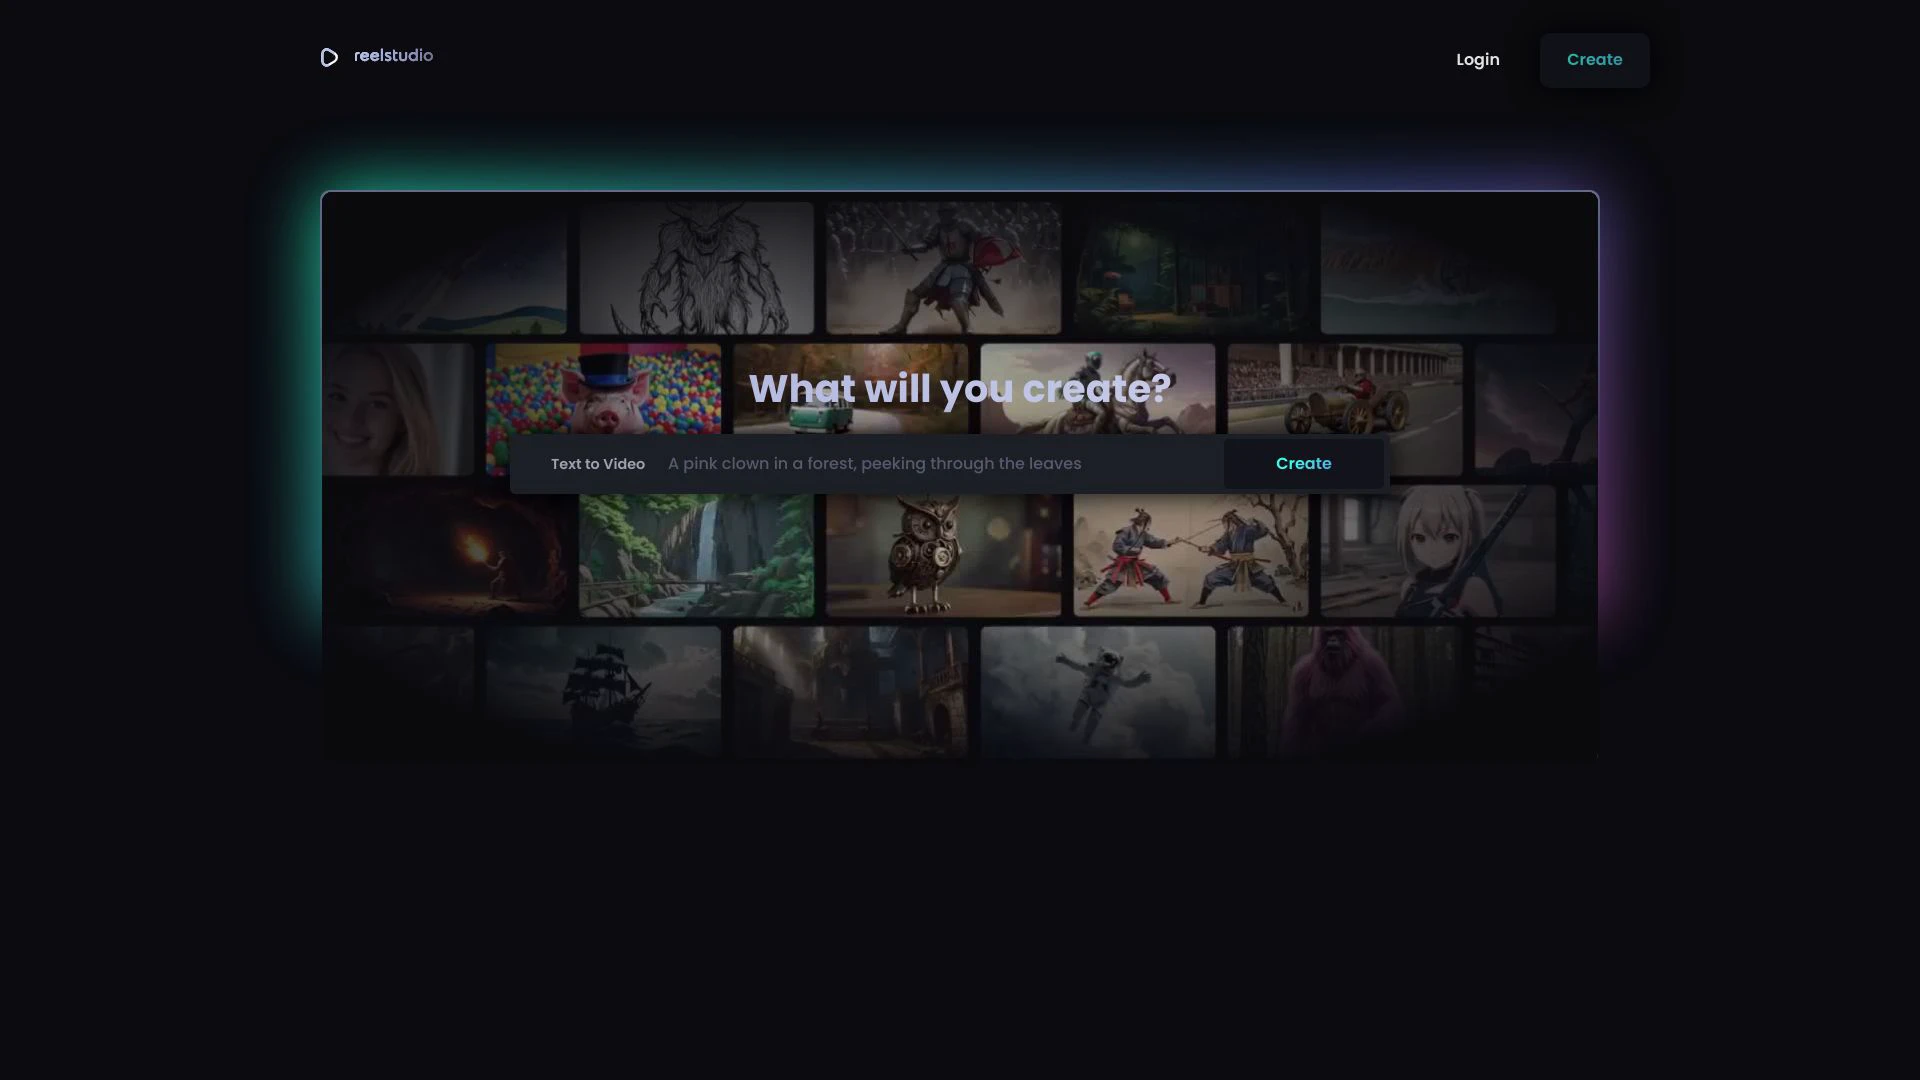 reelstudio
Login
Create
What will you create?
Text to Video
A pink clown in a forest, peeking through the leaves
Create